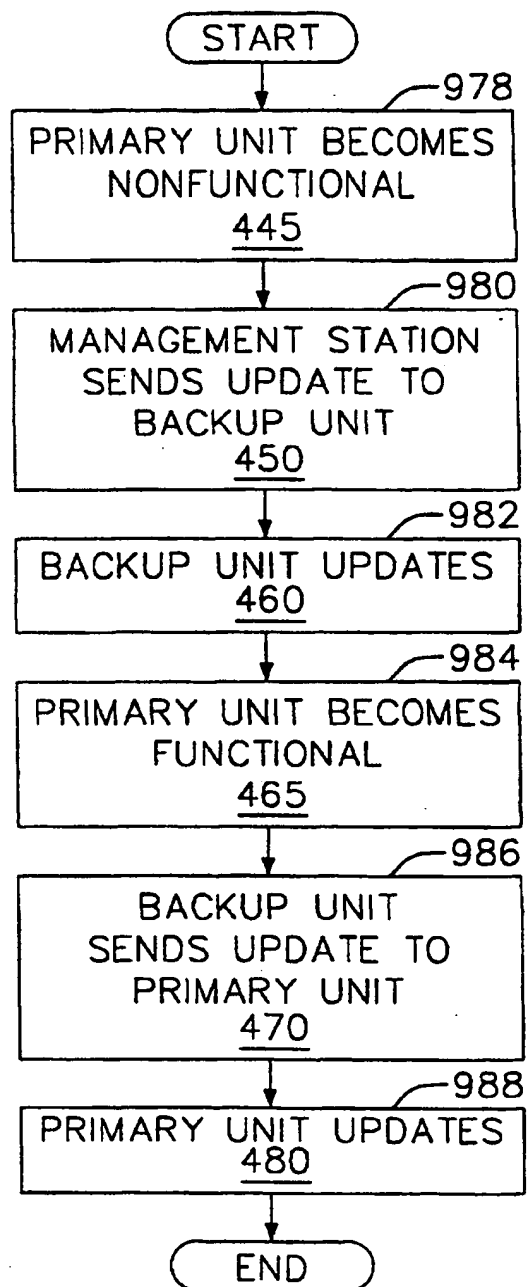 START
978
PRIMARY UNIT BECOMES
NONFUNCTIONAL
445
980
MANAGEMENT STATION
SENDS UPDATE TO
BACKUP UNIT
450
982
BACKUP UNIT UPDATES
460
984
PRIMARY UNIT BECOMES
FUNCTIONAL
465
986
BACKUP UNIT
SENDS UPDATE TO
PRIMARY UNIT
470
988
PRIMARY UNIT UPDATES
480
END